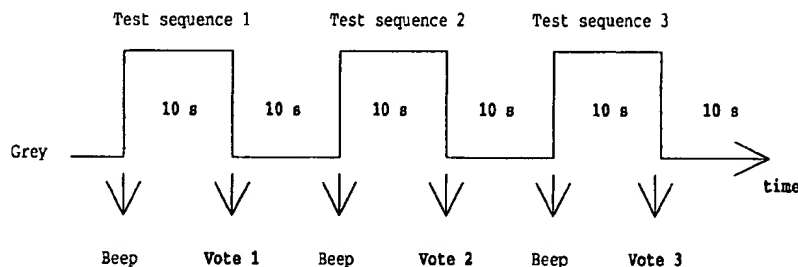 Test sequence 1 Test sequence 2 Test sequence 3
10 s 10 s 10 s 10 s 10 s 10 s
Grey
time
Beep Vote 1 Beep Vote 2 Beep Vote 3